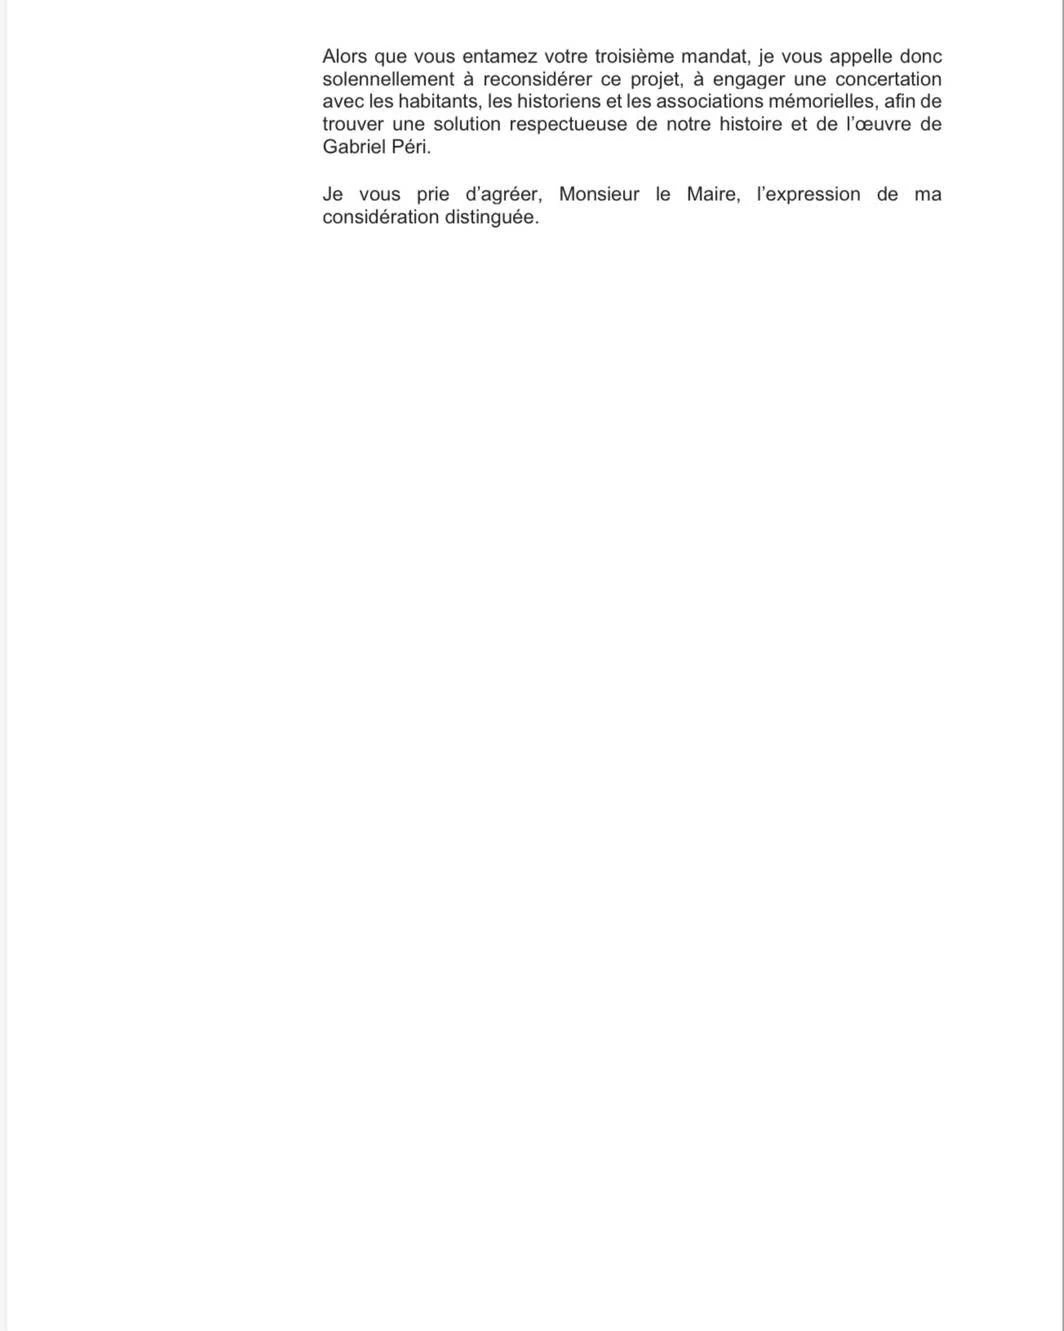 Alors que vous entamez votre troisième mandat, je vous appelle donc
solennellement à reconsidérer ce projet, à engager une concertation
avec les habitants, les historiens et les associations mémorielles, afin de
trouver une solution respectueuse de notre histoire et de l’œuvre de
Gabriel Péri.
Je vous prie d’agréer, Monsieur le Maire, l’expression de ma
considération distinguée.